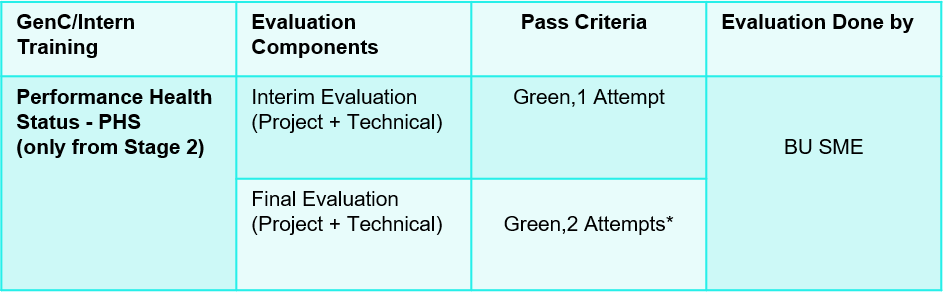 GenC/Intern Training
Evaluation Components
Pass Criteria
Evaluation Done by
Performance Health
Status - PHS
(only from Stage 2)
Interim Evaluation
(Project + Technical)
Green,1 Attempt
BU SME
Final Evaluation
(Project + Technical)
Green,2 Attempts*